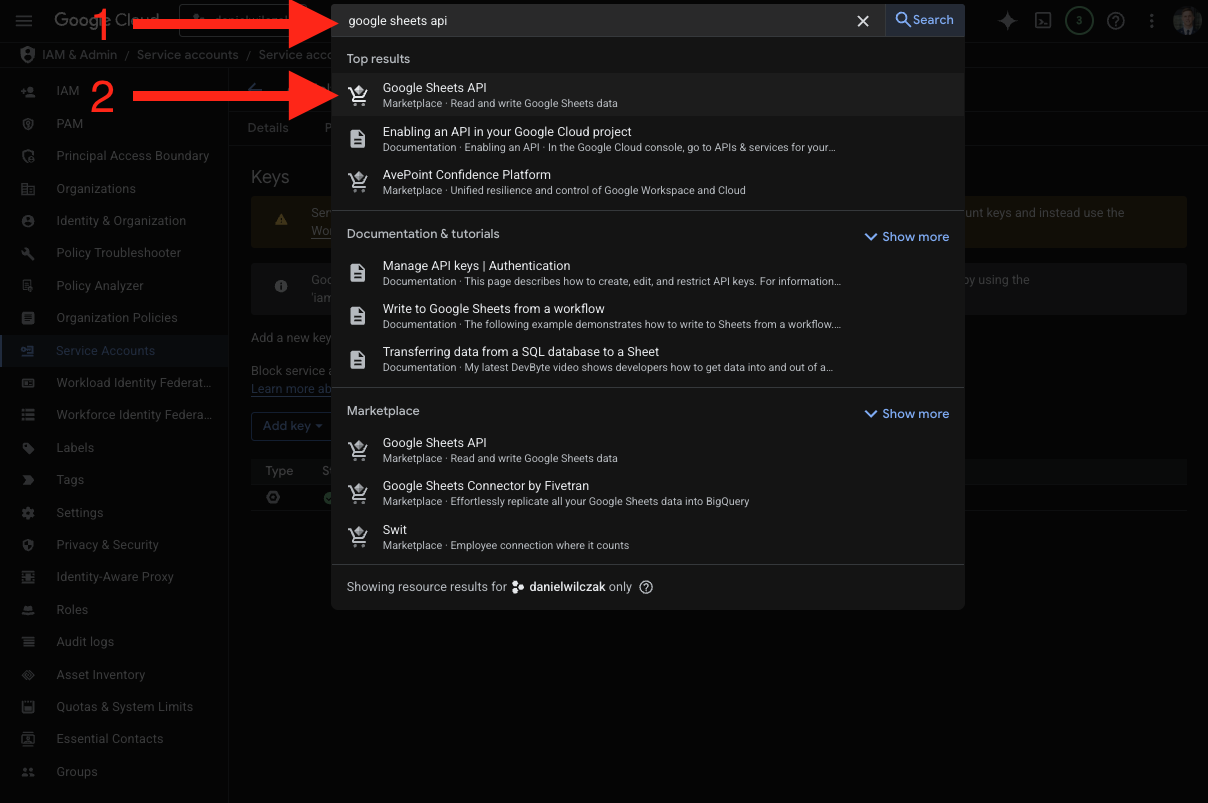 1
2
Google Cloud
danielwilczak
google sheets api
Search
3
IAM & Admin / Service accounts / Service acco
Top results
Google Sheets API
Marketplace · Read and write Google Sheets data
Enabling an API in your Google Cloud project
Documentation · Enabling an API · In the Google Cloud console, go to APIs & services for your…
AvePoint Confidence Platform
Marketplace · Unified resilience and control of Google Workspace and Cloud
Documentation & tutorials
Show more
Manage API keys | Authentication
Documentation · This page describes how to create, edit, and restrict API keys. For information…
Write to Google Sheets from a workflow
Documentation · The following example demonstrates how to write to Sheets from a workflow.…
Transferring data from a SQL database to a Sheet
Documentation · My latest DevByte video shows developers how to get data into and out of a…
Marketplace
Show more
Google Sheets API
Marketplace · Read and write Google Sheets data
Google Sheets Connector by Fivetran
Marketplace · Effortlessly replicate all your Google Sheets data into BigQuery
Swit
Marketplace · Employee connection where it counts
Showing resource results for danielwilczak only
IAM
PAM
Principal Access Boundary
Organizations
Identity & Organization
Policy Troubleshooter
Policy Analyzer
Organization Policies
Service Accounts
Workload Identity Federat…
Workforce Identity Federa…
Labels
Tags
Settings
Privacy & Security
Identity-Aware Proxy
Roles
Audit logs
Asset Inventory
Quotas & System Limits
Essential Contacts
Groups
Details
P
Keys
Ser
unt keys and instead use the
Wor
Goo
by using the
'iam
Add a new key
Block service a
Learn more ab
Add key
Type
St